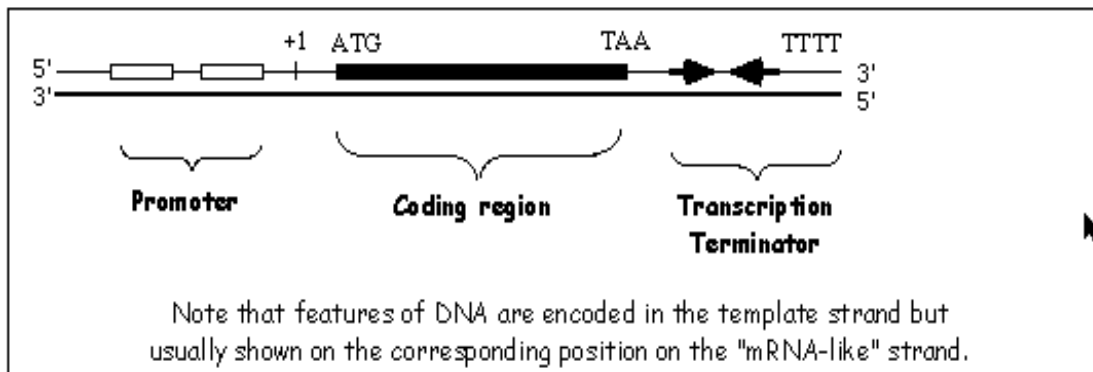 +1 ATG TAA TTTT
5' 3'
3' 5'
Promoter Coding region Transcription
Terminator
Note that features of DNA are encoded in the template strand but
usually shown on the corresponding position on the "mRNA-like" strand.